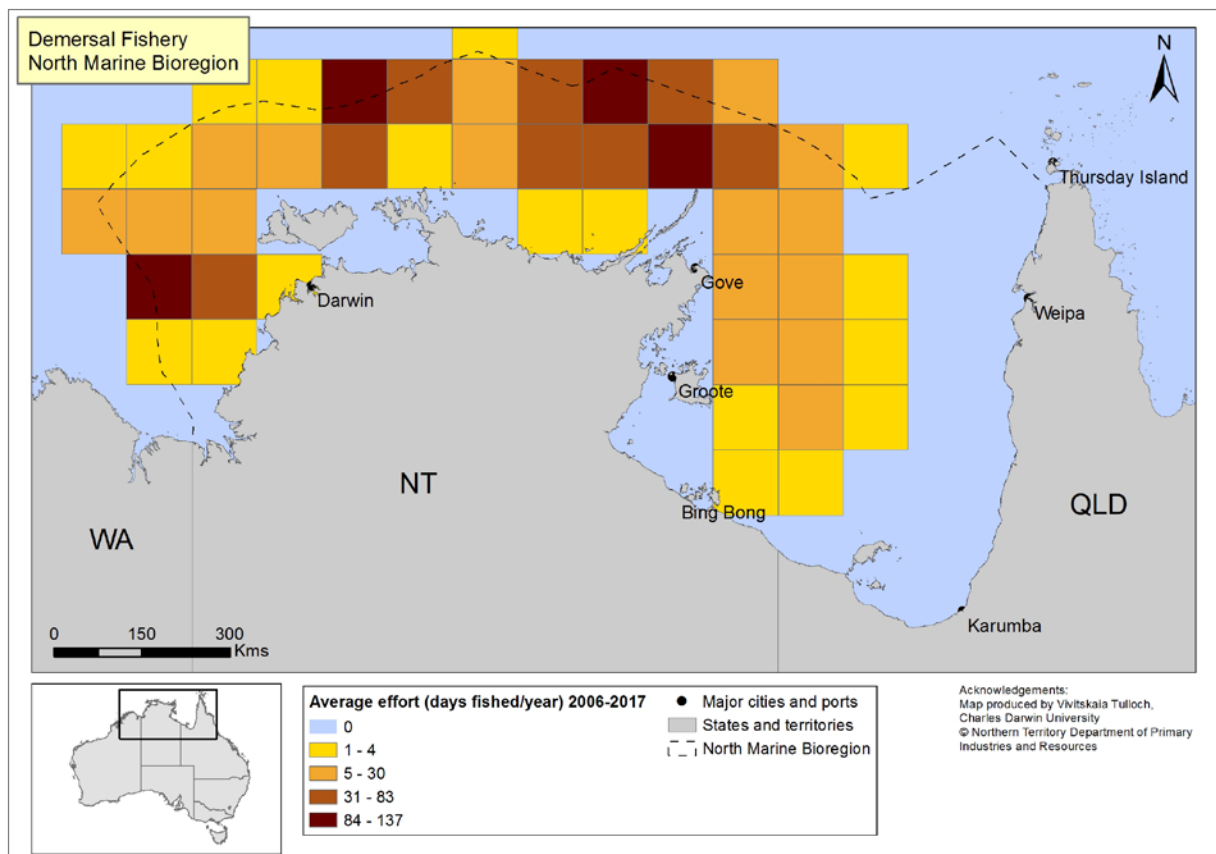 Demersal Fishery
North Marine Bioregion
N
Thursday Island
Darwin
Gove
Weipa
Groote
NT
Bing Bong
QLD
WA
Karumba
0 150 300
Kms
Average effort (days fished/year) 2006-2017
0
1 - 4
5 - 30
31 - 83
84 - 137
Major cities and ports
States and territories
North Marine Bioregion
Acknowledgements:
Map produced by Vivitskaia Tulloch,
Charles Darwin University
© Northern Territory Department of Primary
Industries and Resources